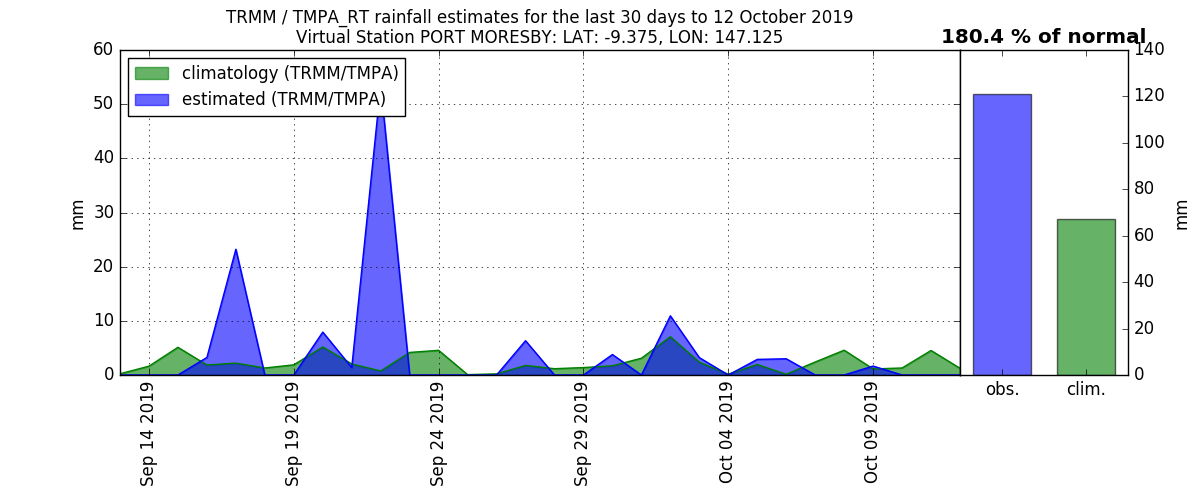 TRMM / TMPA_RT rainfall estimates for the last 30 days to 12 October 2019
Virtual Station PORT MORESBY: LAT: -9.375, LON: 147.125
180.4 % of normal
climatology (TRMM/TMPA)
estimated (TRMM/TMPA)
60
50
40
30
20
10
0
mm
Sep 14 2019
Sep 19 2019
Sep 24 2019
Sep 29 2019
Oct 04 2019
Oct 09 2019
140
120
100
80
60
40
20
0
mm
obs.
clim.